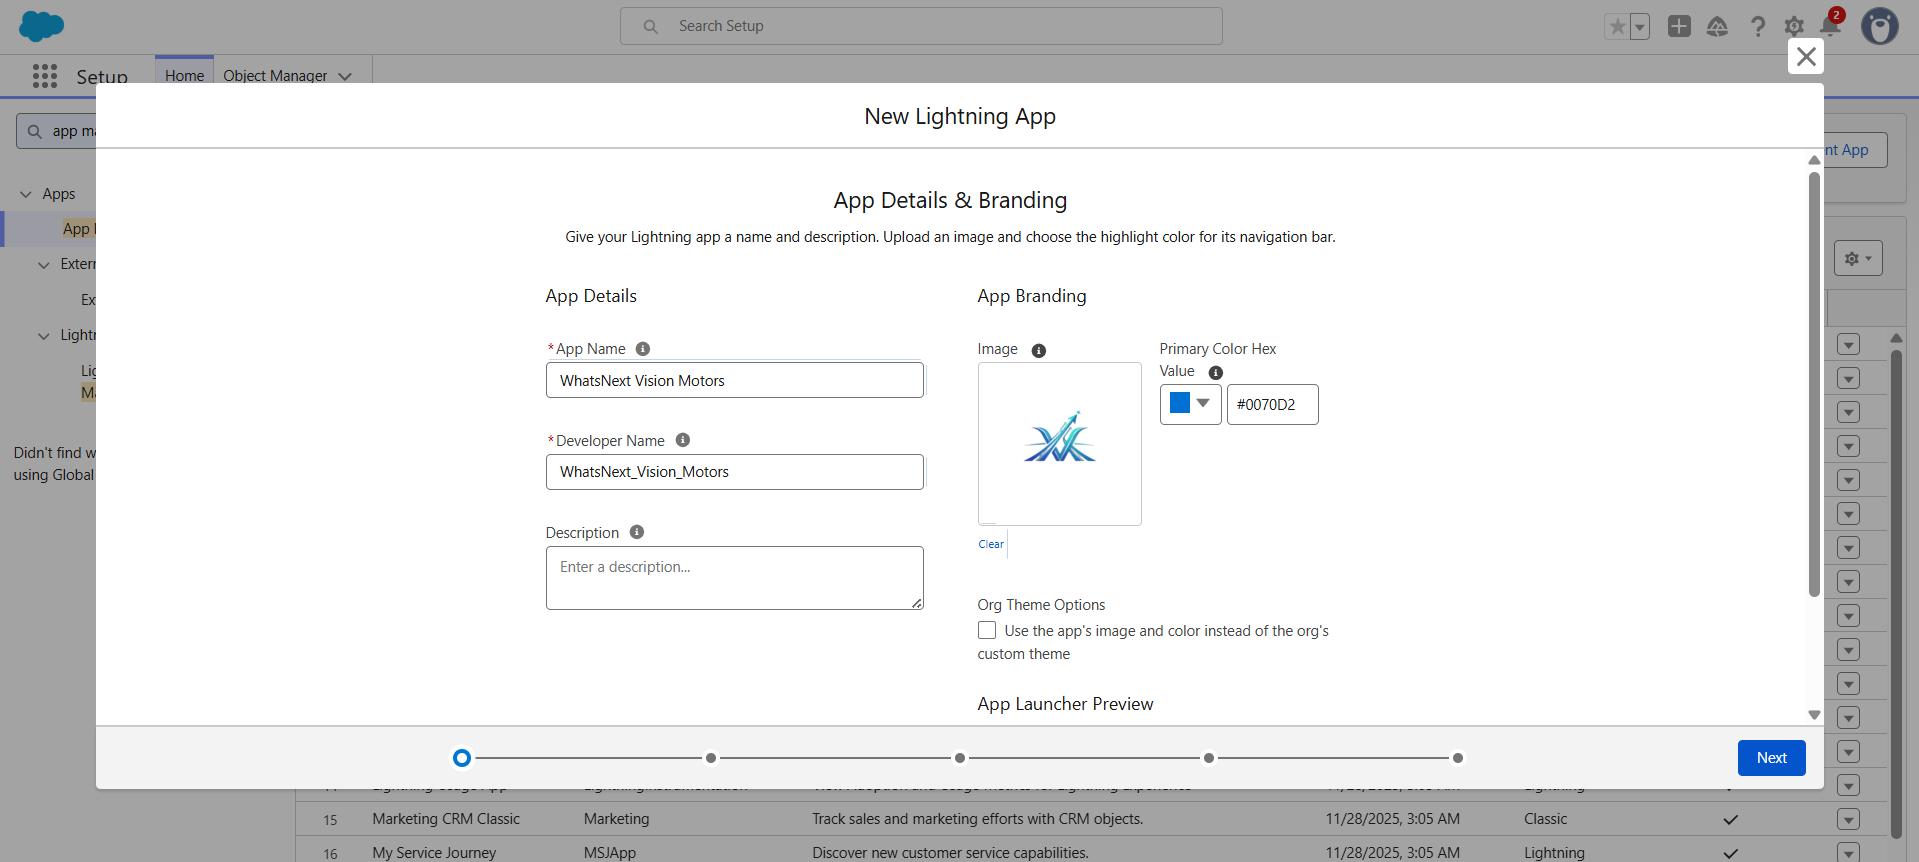 Search Setup
2
Setup
Home
Object Manager
New Lightning App
app ma
nt App
Apps
App Details & Branding
App
Give your Lightning app a name and description. Upload an image and choose the highlight color for its navigation bar.
Extern
Ex
App Details
App Branding
Lightn
*App Name
Image
Primary Color Hex
Value
Lig
WhatsNext Vision Motors
Ma
#0070D2
*Developer Name
Didn't find w
WhatsNext_Vision_Motors
using Global
Description
Clear
Enter a description...
Org Theme Options
Use the app's image and color instead of the org's
custom theme
App Launcher Preview
Next
15 Marketing CRM Classic Marketing Track sales and marketing efforts with CRM objects. 11/28/2025, 3:05 AM Classic
16 My Service Journey MSJApp Discover new customer service capabilities. 11/28/2025, 3:05 AM Lightning